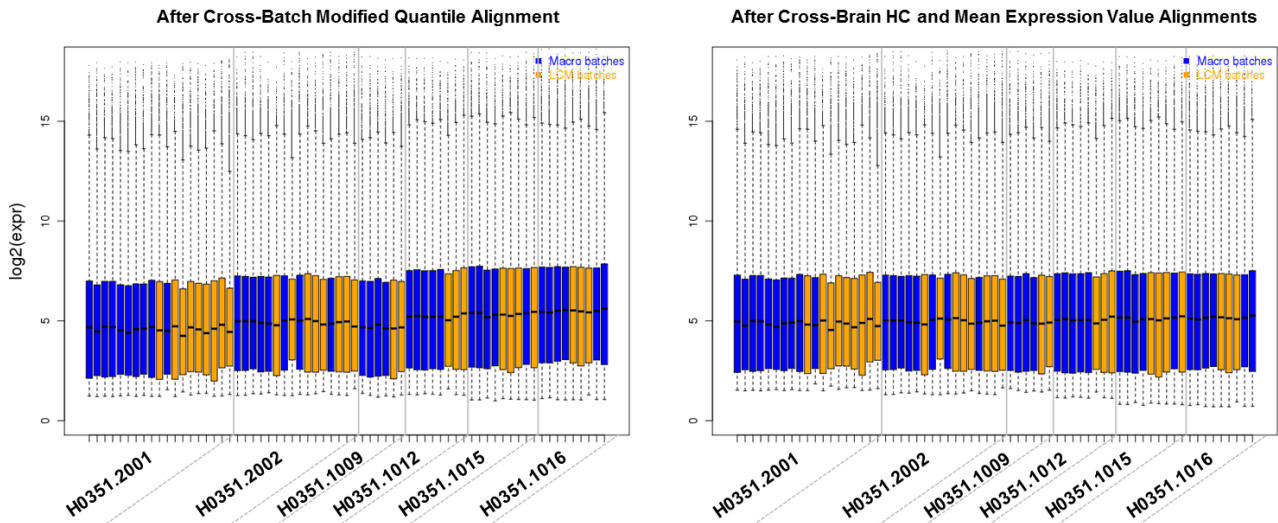 After Cross-Batch Modified Quantile Alignment
Macro batches
LCM batches
log2(expr)
15
10
5
0
H0351.2001
H0351.2002
H0351.1009
H0351.1012
H0351.1015
H0351.1016
After Cross-Brain HC and Mean Expression Value Alignments
Macro batches
LCM batches
15
10
5
0
H0351.2001
H0351.2002
H0351.1009
H0351.1012
H0351.1015
H0351.1016